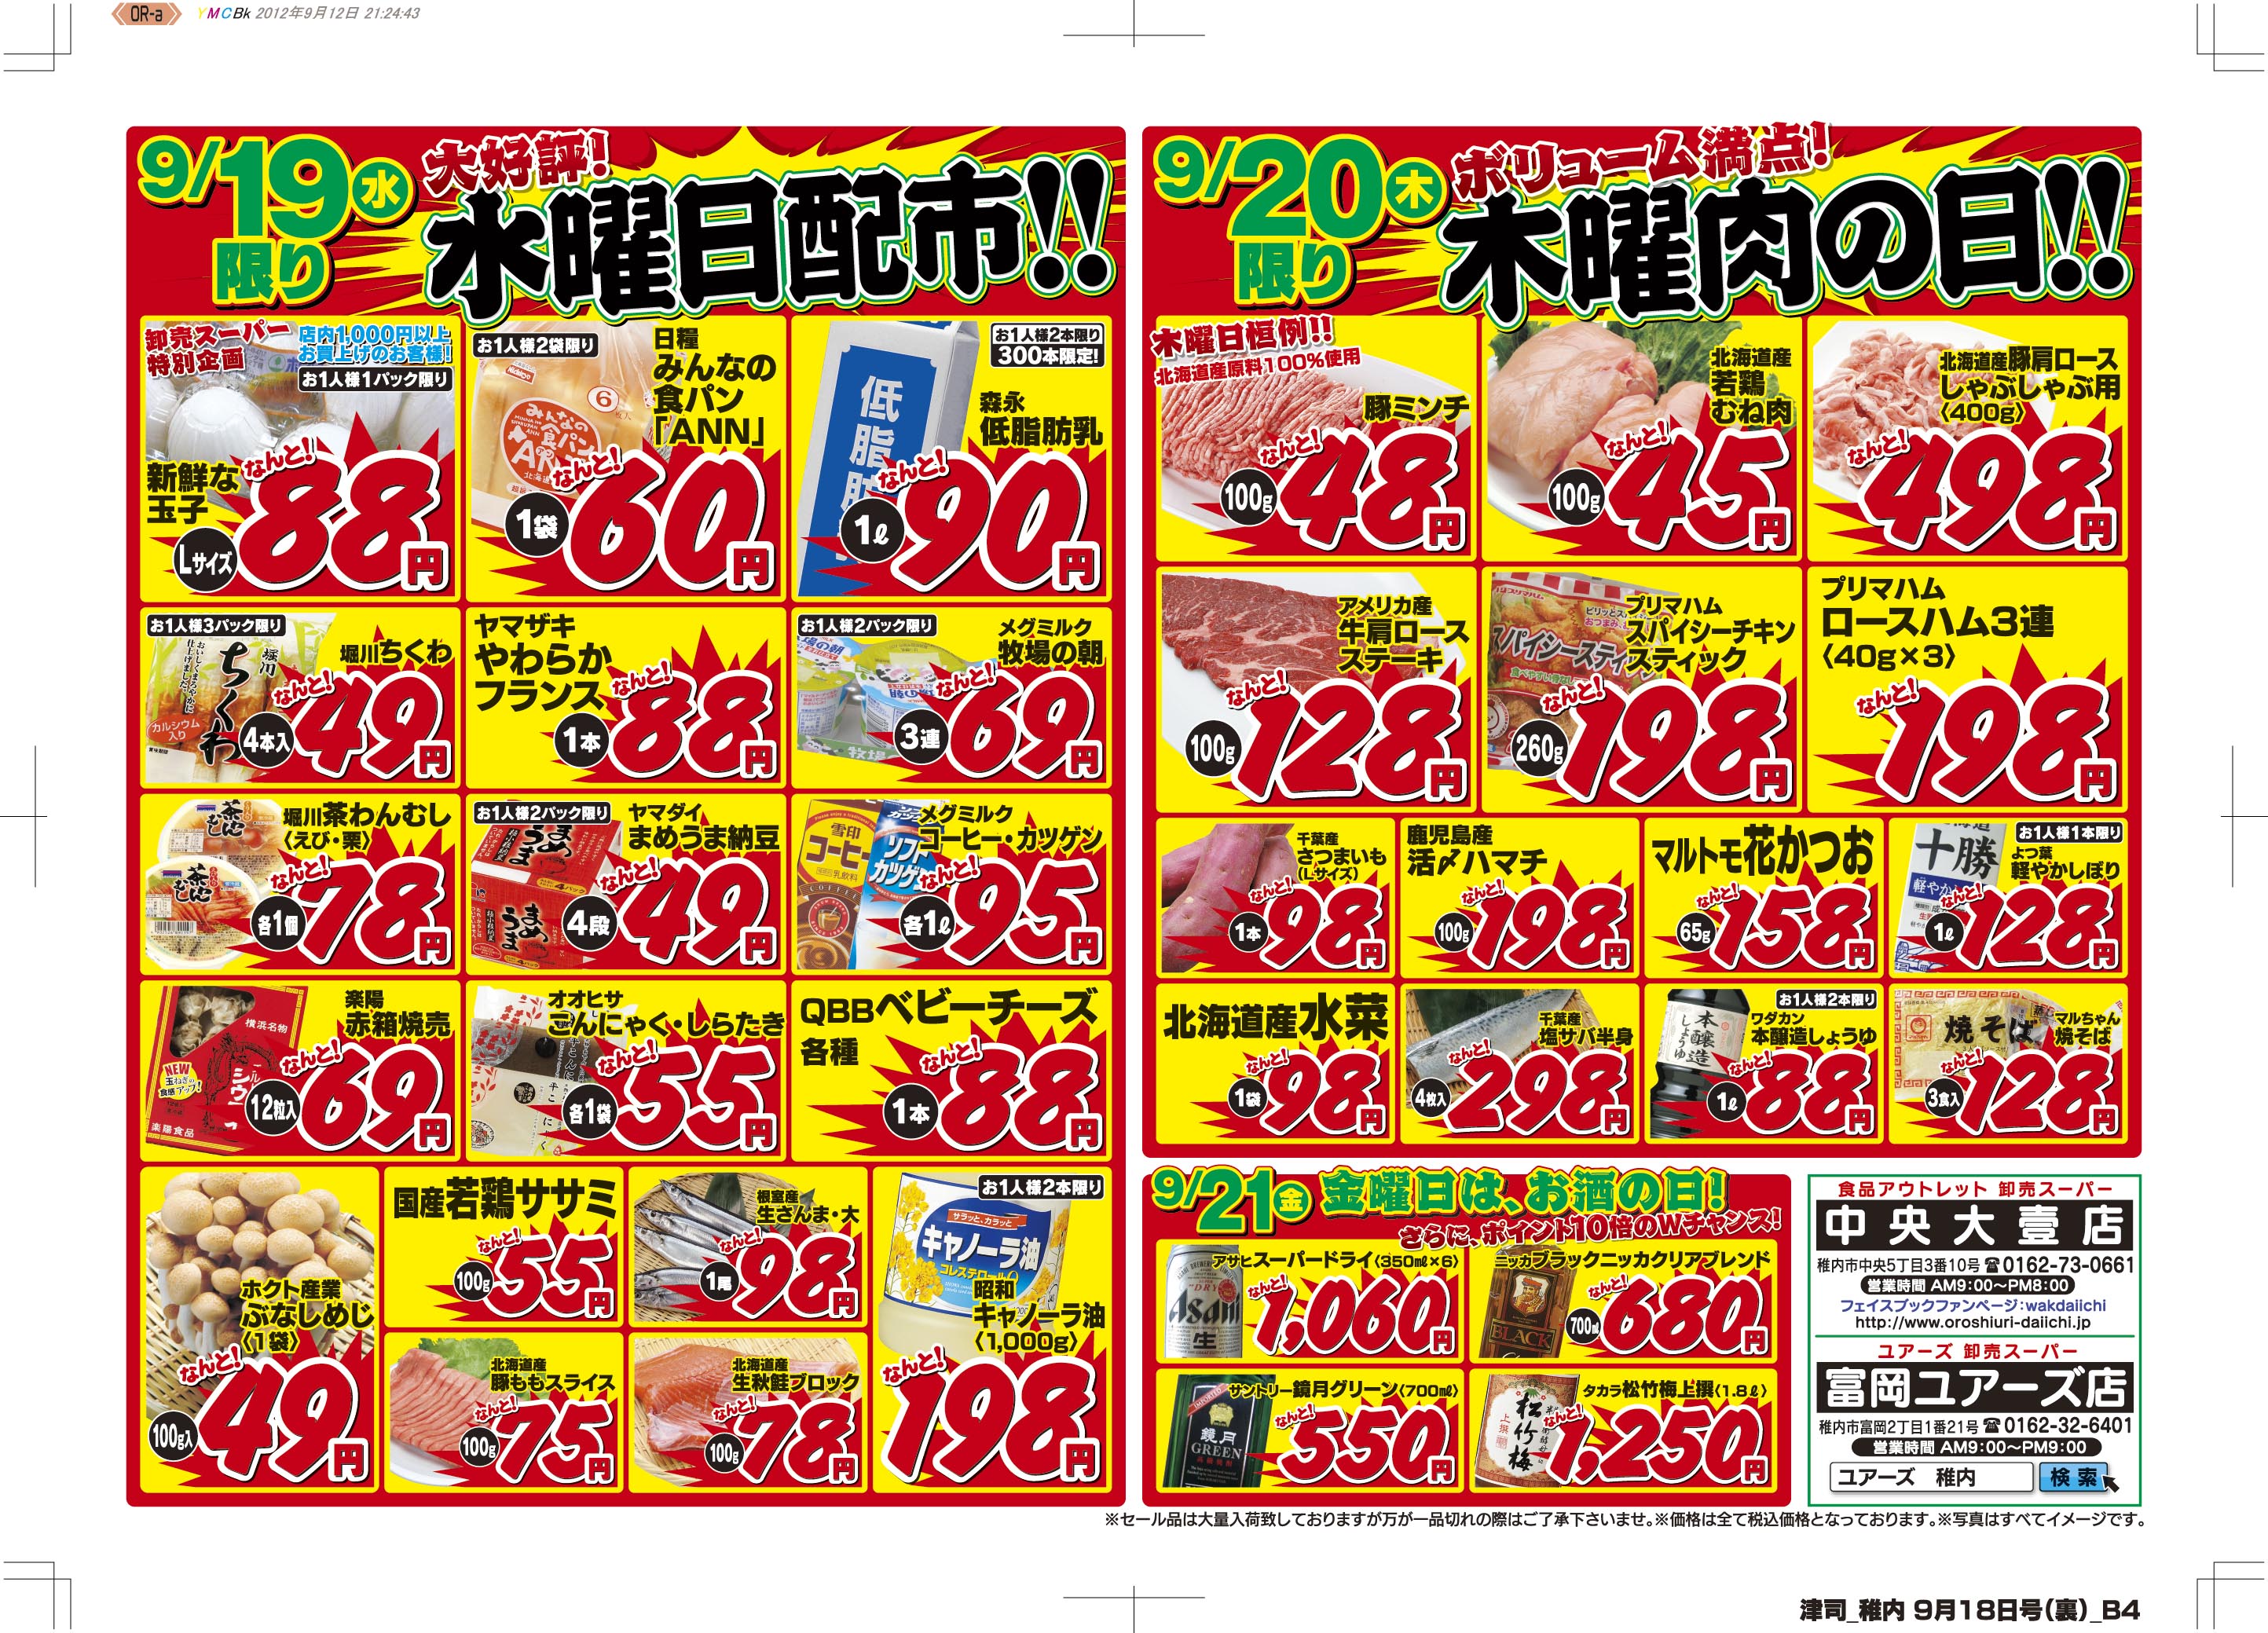 OR-a YMCBk 2012年9月12日 21:24:43
9/19水
限り
大好評!
水曜日配市!!
卸売スーパー
特別企画
店内1,000円以上
お買上げのお客様!
お1人様1パック限り
新鮮な
玉子
Lサイズ
なんと!
88円
お1人様2袋限り
日糧
みんなの
食パン
「ANN」
1袋
なんと!
60円
お1人様2本限り
300本限定!
森永
低脂肪乳
1ℓ
なんと!
90円
お1人様3パック限り
堀川ちくわ
4本入
なんと!
49円
ヤマザキ
やわらか
フランス
1本
なんと!
88円
お1人様2パック限り
メグミルク
牧場の朝
3連
なんと!
69円
堀川茶わんむし
〈えび・栗〉
各1個
なんと!
78円
お1人様2パック限り
ヤマダイ
まめうま納豆
4段
なんと!
49円
メグミルク
コーヒー・カツゲン
各1ℓ
なんと!
95円
楽陽
赤箱焼売
12粒入
なんと!
69円
オオヒサ
こんにゃく・しらたき
各1袋
なんと!
55円
QBBベビーチーズ
各種
1本
なんと!
88円
ホクト産業
ぶなしめじ
〈1袋〉
100g入
なんと!
49円
国産若鶏ササミ
100g
なんと!
55円
根室産
生さんま・大
1尾
なんと!
98円
お1人様2本限り
昭和
キャノーラ油
〈1,000g〉
なんと!
198円
北海道産
豚ももスライス
100g
なんと!
75円
北海道産
生秋鮭ブロック
100g
なんと!
78円
9/20木
限り
ボリューム満点!
木曜肉の日!!
木曜日恒例!!
北海道産原料100%使用
豚ミンチ
100g
なんと!
48円
北海道産
若鶏
むね肉
100g
なんと!
45円
北海道産豚肩ロース
しゃぶしゃぶ用
〈400g〉
なんと!
498円
アメリカ産
牛肩ロース
ステーキ
100g
なんと!
128円
プリマハム
スパイシーチキン
スティック
260g
なんと!
198円
プリマハム
ロースハム3連
〈40g×3〉
なんと!
198円
千葉産
さつまいも
(Lサイズ)
1本
なんと!
98円
鹿児島産
活〆ハマチ
100g
なんと!
198円
マルトモ花かつお
65g
なんと!
158円
お1人様1本限り
よつ葉
軽やかしぼり
1ℓ
なんと!
128円
北海道産水菜
1袋
なんと!
98円
千葉産
塩サバ半身
4枚入
なんと!
298円
お1人様2本限り
ワダカン
本醸造しょうゆ
1ℓ
なんと!
88円
マルちゃん
焼そば
3食入
なんと!
128円
9/21金 金曜日は、お酒の日!
さらに、ポイント10倍のWチャンス!
アサヒスーパードライ〈350㎖×6〉
なんと!
1,060円
ニッカブラックニッカクリアブレンド
700㎖
なんと!
680円
サントリー鏡月グリーン〈700㎖〉
なんと!
550円
タカラ松竹梅上撰〈1.8ℓ〉
なんと!
1,250円
食品アウトレット 卸売スーパー
中央大壹店
稚内市中央5丁目3番10号☎0162-73-0661
営業時間 AM9:00〜PM8:00
フェイスブックファンページ:wakdaiichi
http://www.oroshiuri-daiichi.jp
ユアーズ 卸売スーパー
富岡ユアーズ店
稚内市富岡2丁目1番21号☎0162-32-6401
営業時間 AM9:00〜PM9:00
ユアーズ 稚内 検索
※セール品は大量入荷致しておりますが万が一品切れの際はご了承下さいませ。※価格は全て税込価格となっております。※写真はすべてイメージです。
津司_稚内 9月18日号(裏)_B4